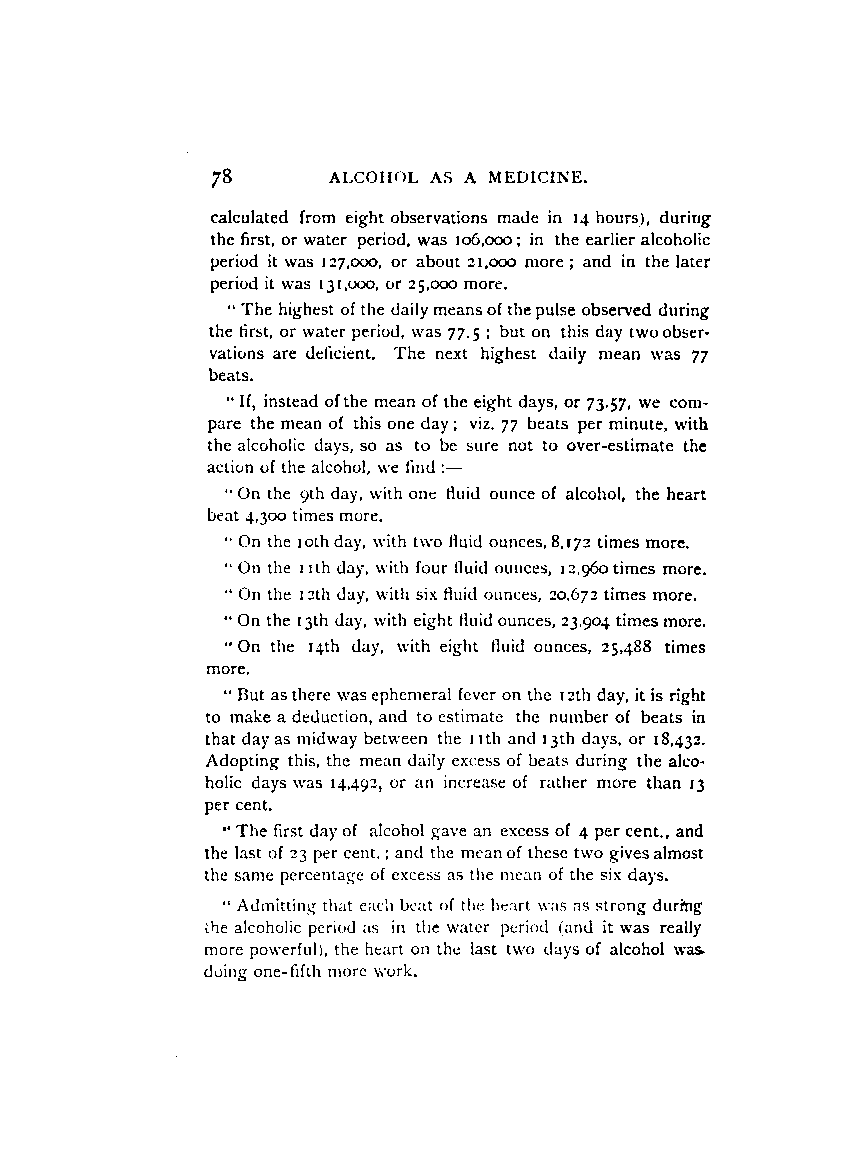 78 ALCOHOL AS A MEDICINE.
calculated from eight observations made in 14 hours), during
the first, or water period, was 106,000; in the earlier alcoholic
period it was 127,000, or about 21,000 more; and in the later
period it was 131,000, or 25,000 more.
"The highest of the daily means of the pulse observed during
the first, or water period, was 77.5; but on this day two obser-
vations are deficient. The next highest daily mean was 77
beats.
"If, instead of the mean of the eight days, or 73.57, we com-
pare the mean of this one day; viz. 77 beats per minute, with
the alcoholic days, so as to be sure not to over-estimate the
action of the alcohol, we find:—
"On the 9th day, with one fluid ounce of alcohol, the heart
beat 4,300 times more.
"On the 10th day, with two fluid ounces, 8,172 times more.
"On the 11th day, with four fluid ounces, 12,960 times more.
"On the 12th day, with six fluid ounces, 20,672 times more.
"On the 13th day, with eight fluid ounces, 23,904 times more.
"On the 14th day, with eight fluid ounces, 25,488 times
more.
"But as there was ephemeral fever on the 12th day, it is right
to make a deduction, and to estimate the number of beats in
that day as midway between the 11th and 13th days, or 18,432.
Adopting this, the mean daily excess of beats during the alco-
holic days was 14,492, or an increase of rather more than 13
per cent.
"The first day of alcohol gave an excess of 4 per cent., and
the last of 23 per cent.; and the mean of these two gives almost
the same percentage of excess as the mean of the six days.
"Admitting that each beat of the heart was as strong during
the alcoholic period as in the water period (and it was really
more powerful), the heart on the last two days of alcohol was
doing one-fifth more work.